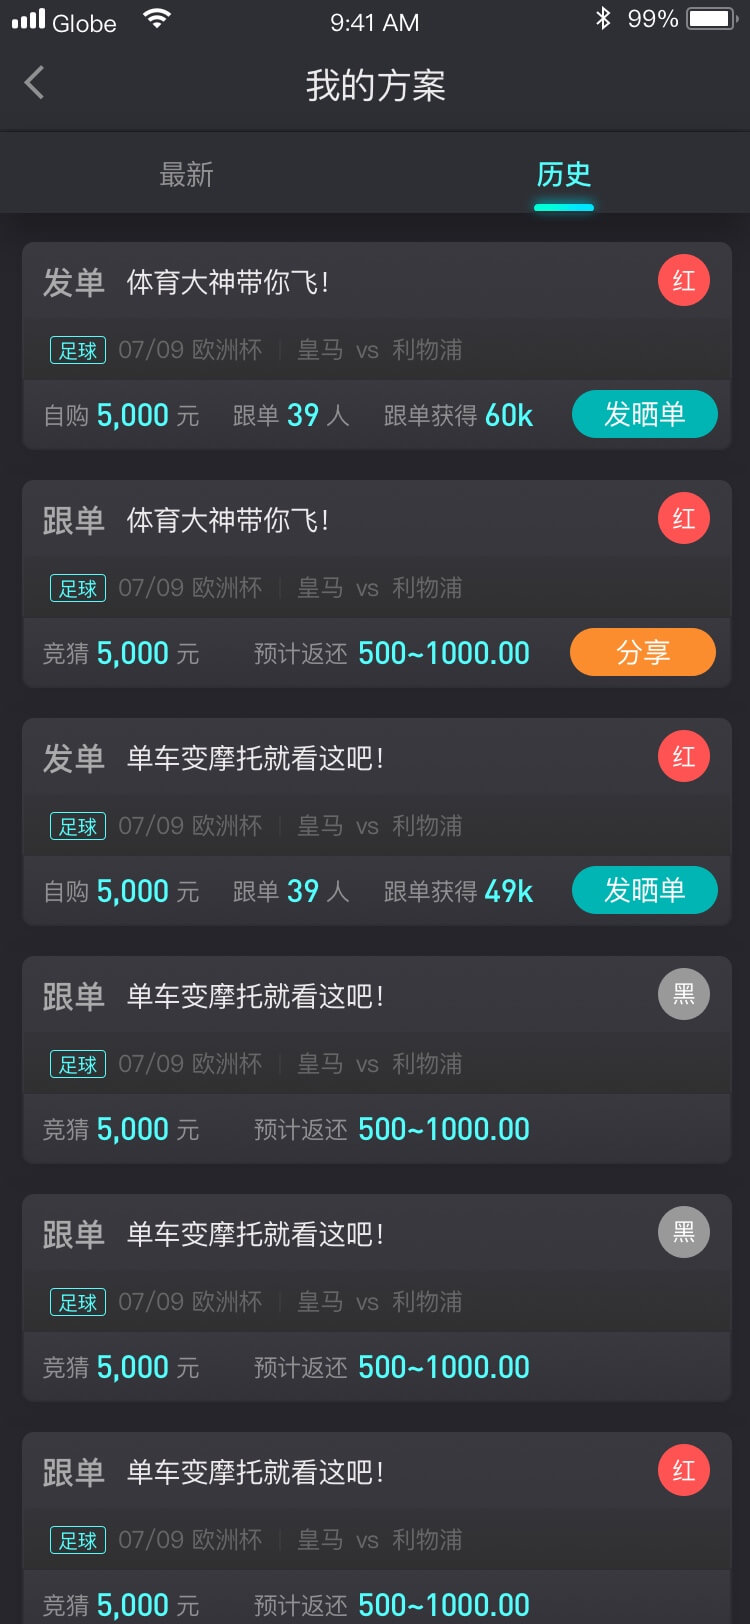 Globe 9:41 AM 99%
我的方案
最新 历史
发单 体育大神带你飞! 红
足球 07/09 欧洲杯 | 皇马 vs 利物浦
自购 5,000 元 跟单 39 人 跟单获得 60k 发晒单
跟单 体育大神带你飞! 红
足球 07/09 欧洲杯 | 皇马 vs 利物浦
竞猜 5,000 元 预计返还 500~1000.00 分享
发单 单车变摩托就看这吧! 红
足球 07/09 欧洲杯 | 皇马 vs 利物浦
自购 5,000 元 跟单 39 人 跟单获得 49k 发晒单
跟单 单车变摩托就看这吧! 黑
足球 07/09 欧洲杯 | 皇马 vs 利物浦
竞猜 5,000 元 预计返还 500~1000.00
跟单 单车变摩托就看这吧! 黑
足球 07/09 欧洲杯 | 皇马 vs 利物浦
竞猜 5,000 元 预计返还 500~1000.00
跟单 单车变摩托就看这吧! 红
足球 07/09 欧洲杯 | 皇马 vs 利物浦
竞猜 5,000 元 预计返还 500~1000.00